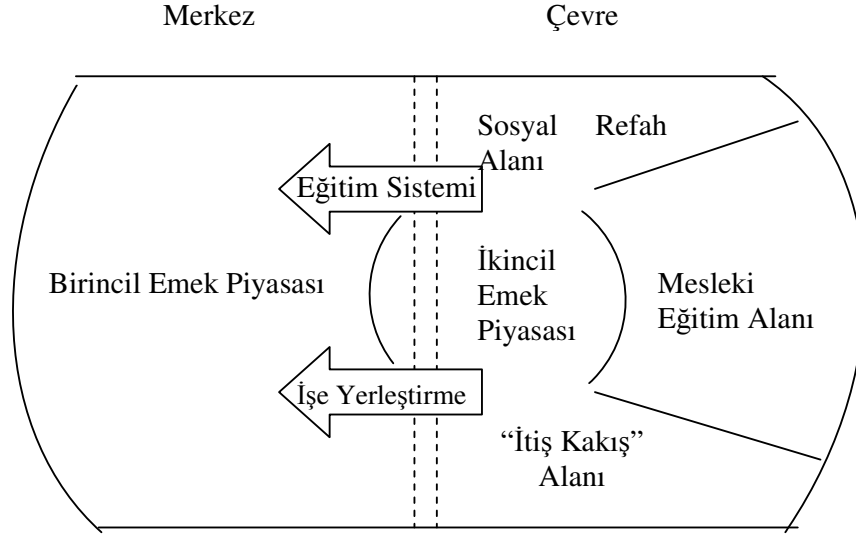 Merkez
Çevre
Sosyal Refah
Alanı
Eğitim Sistemi
Birincil Emek Piyasası
İkincil
Emek
Piyasası
Mesleki
Eğitim Alanı
İşe Yerleştirme
“İtiş Kakış”
Alanı